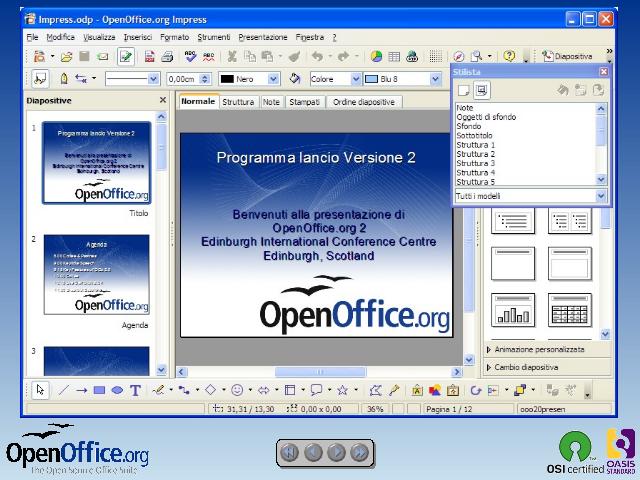 Impress.odp - OpenOffice.org Impress
File Modifica Visualizza Inserisci Formato Strumenti Presentazione Finestra ?
Diapositiva
0,00cm Nero Colore Blu 8
Stilista
Note
Oggetti di sfondo
Sfondo
Sottotitolo
Struttura 1
Struttura 2
Struttura 3
Struttura 4
Struttura 5
Tutti i modelli
Diapositive
Normale Struttura Note Stampati Ordine diapositive
1
Programma lancio Versione 2
Benvenuti alla presentazione di
OpenOffice.org 2
Edinburgh International Conference Centre
Edinburgh, Scotland
OpenOffice.org
Titolo
2
Agenda
OpenOffice.org
Agenda
3
Programma lancio Versione 2
Benvenuti alla presentazione di
OpenOffice.org 2
Edinburgh International Conference Centre
Edinburgh, Scotland
OpenOffice.org
Animazione personalizzata
Cambio diapositiva
31,31 / 13,30 0,00 x 0,00 36% Pagina 1 / 12 ooo20presen
OpenOffice.org
The Open Source Office Suite
OSI certified
OASIS
STANDARD